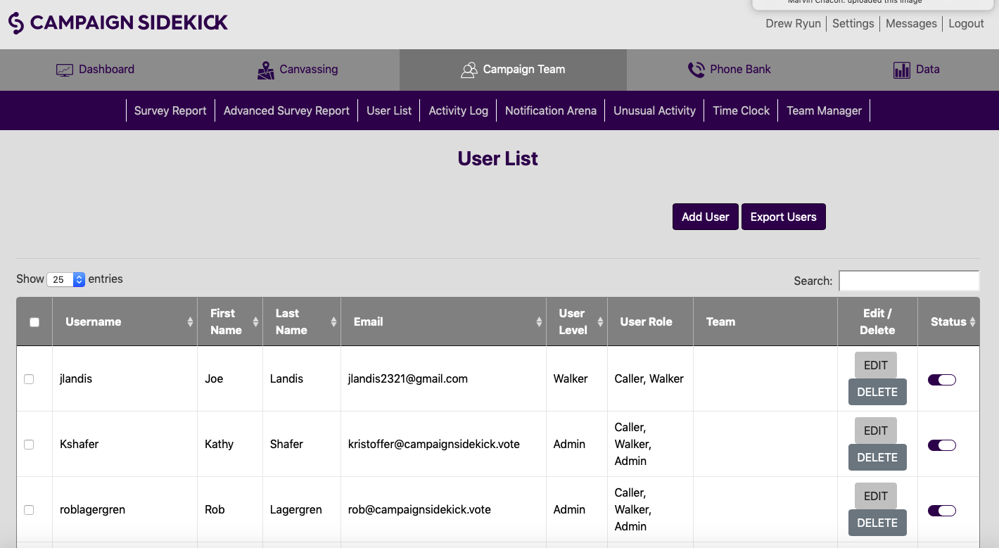 Marvin Chacon: uploaded this image
CAMPAIGN SIDEKICK
Drew Ryun | Settings | Messages | Logout
Dashboard Canvassing Campaign Team Phone Bank Data
Survey Report Advanced Survey Report User List Activity Log Notification Arena Unusual Activity Time Clock Team Manager
User List
Add User Export Users
Show 25 entries
Search:
Username First Name Last Name Email User Level User Role Team Edit / Delete Status
jlandis Joe Landis jlandis2321@gmail.com Walker Caller, Walker EDIT DELETE
Kshafer Kathy Shafer kristoffer@campaignsidekick.vote Admin Caller, Walker, Admin EDIT DELETE
roblagergren Rob Lagergren rob@campaignsidekick.vote Admin Caller, Walker, Admin EDIT DELETE